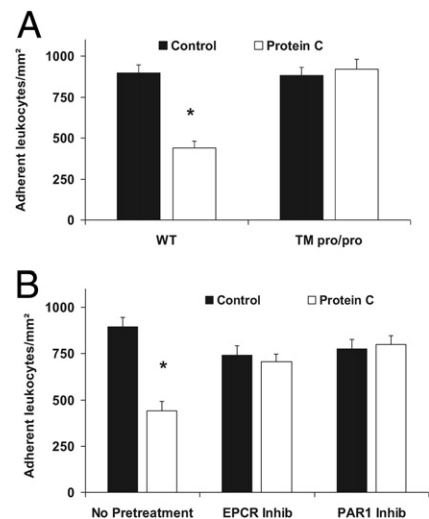 A
Control Protein C
Adherent leukocytes/mm²
1000
750
500
250
0
*
WT TM pro/pro
B
Control Protein C
Adherent leukocytes/mm²
1000
750
500
250
0
*
No Pretreatment EPCR Inhib PAR1 Inhib